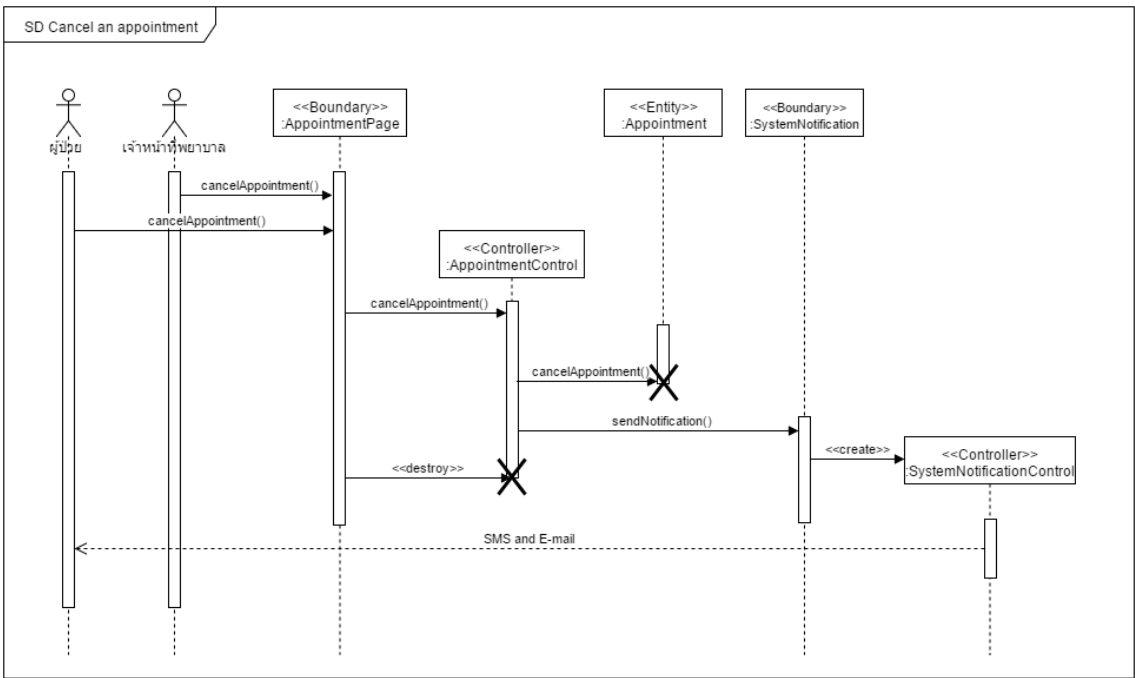 SD Cancel an appointment
<<Boundary>>
:AppointmentPage
<<Entity>>
:Appointment
<<Boundary>>
:SystemNotification
ผู้ป่วย
เจ้าหน้าที่พยาบาล
cancelAppointment()
cancelAppointment()
<<Controller>>
:AppointmentControl
cancelAppointment()
cancelAppointment()
sendNotification()
<<create>>
<<Controller>>
:SystemNotificationControl
<<destroy>>
SMS and E-mail